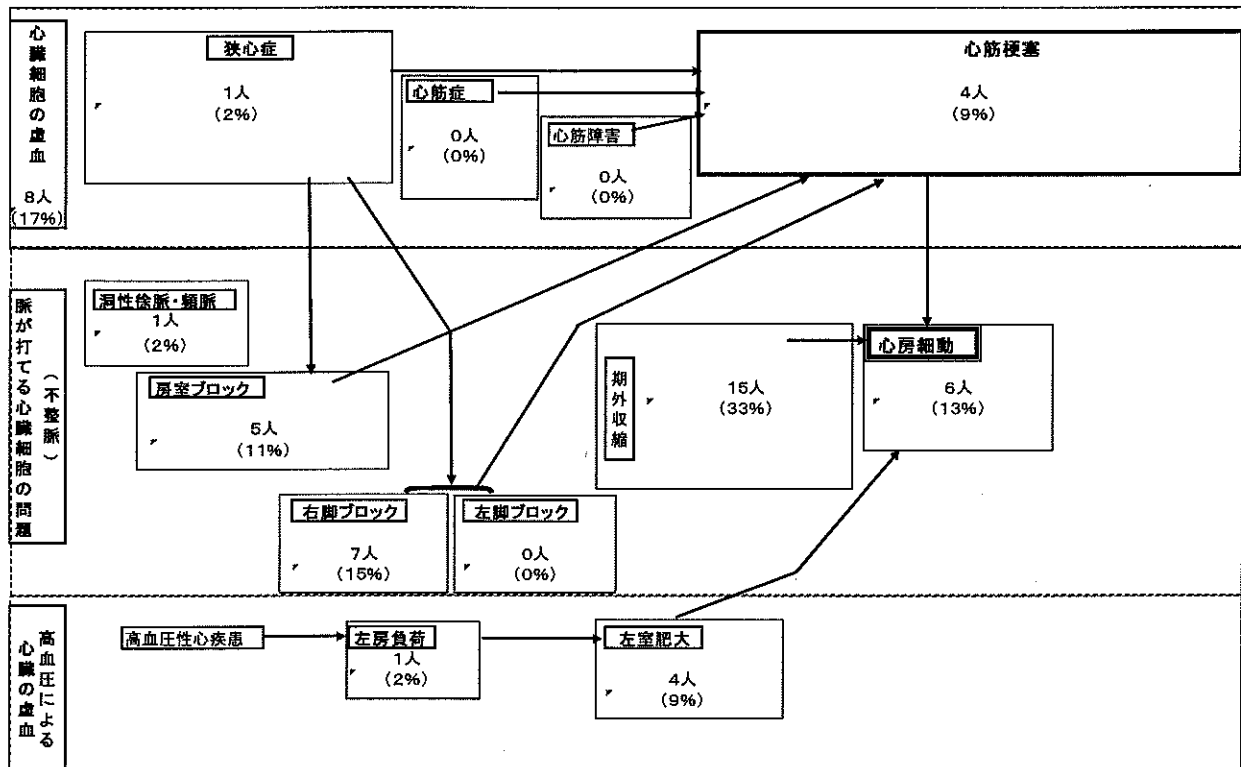 心臓細胞の虚血
8人
(17%)
狭心症
1人
(2%)
心筋症
0人
(0%)
心筋障害
0人
(0%)
心筋梗塞
4人
(9%)
脈が打てる心臓細胞の問題
(不整脈)
洞性徐脈・頻脈
1人
(2%)
房室ブロック
5人
(11%)
右脚ブロック
7人
(15%)
左脚ブロック
0人
(0%)
期外収縮
15人
(33%)
心房細動
6人
(13%)
高血圧による
心臓の虚血
高血圧性心疾患
左房負荷
1人
(2%)
左室肥大
4人
(9%)